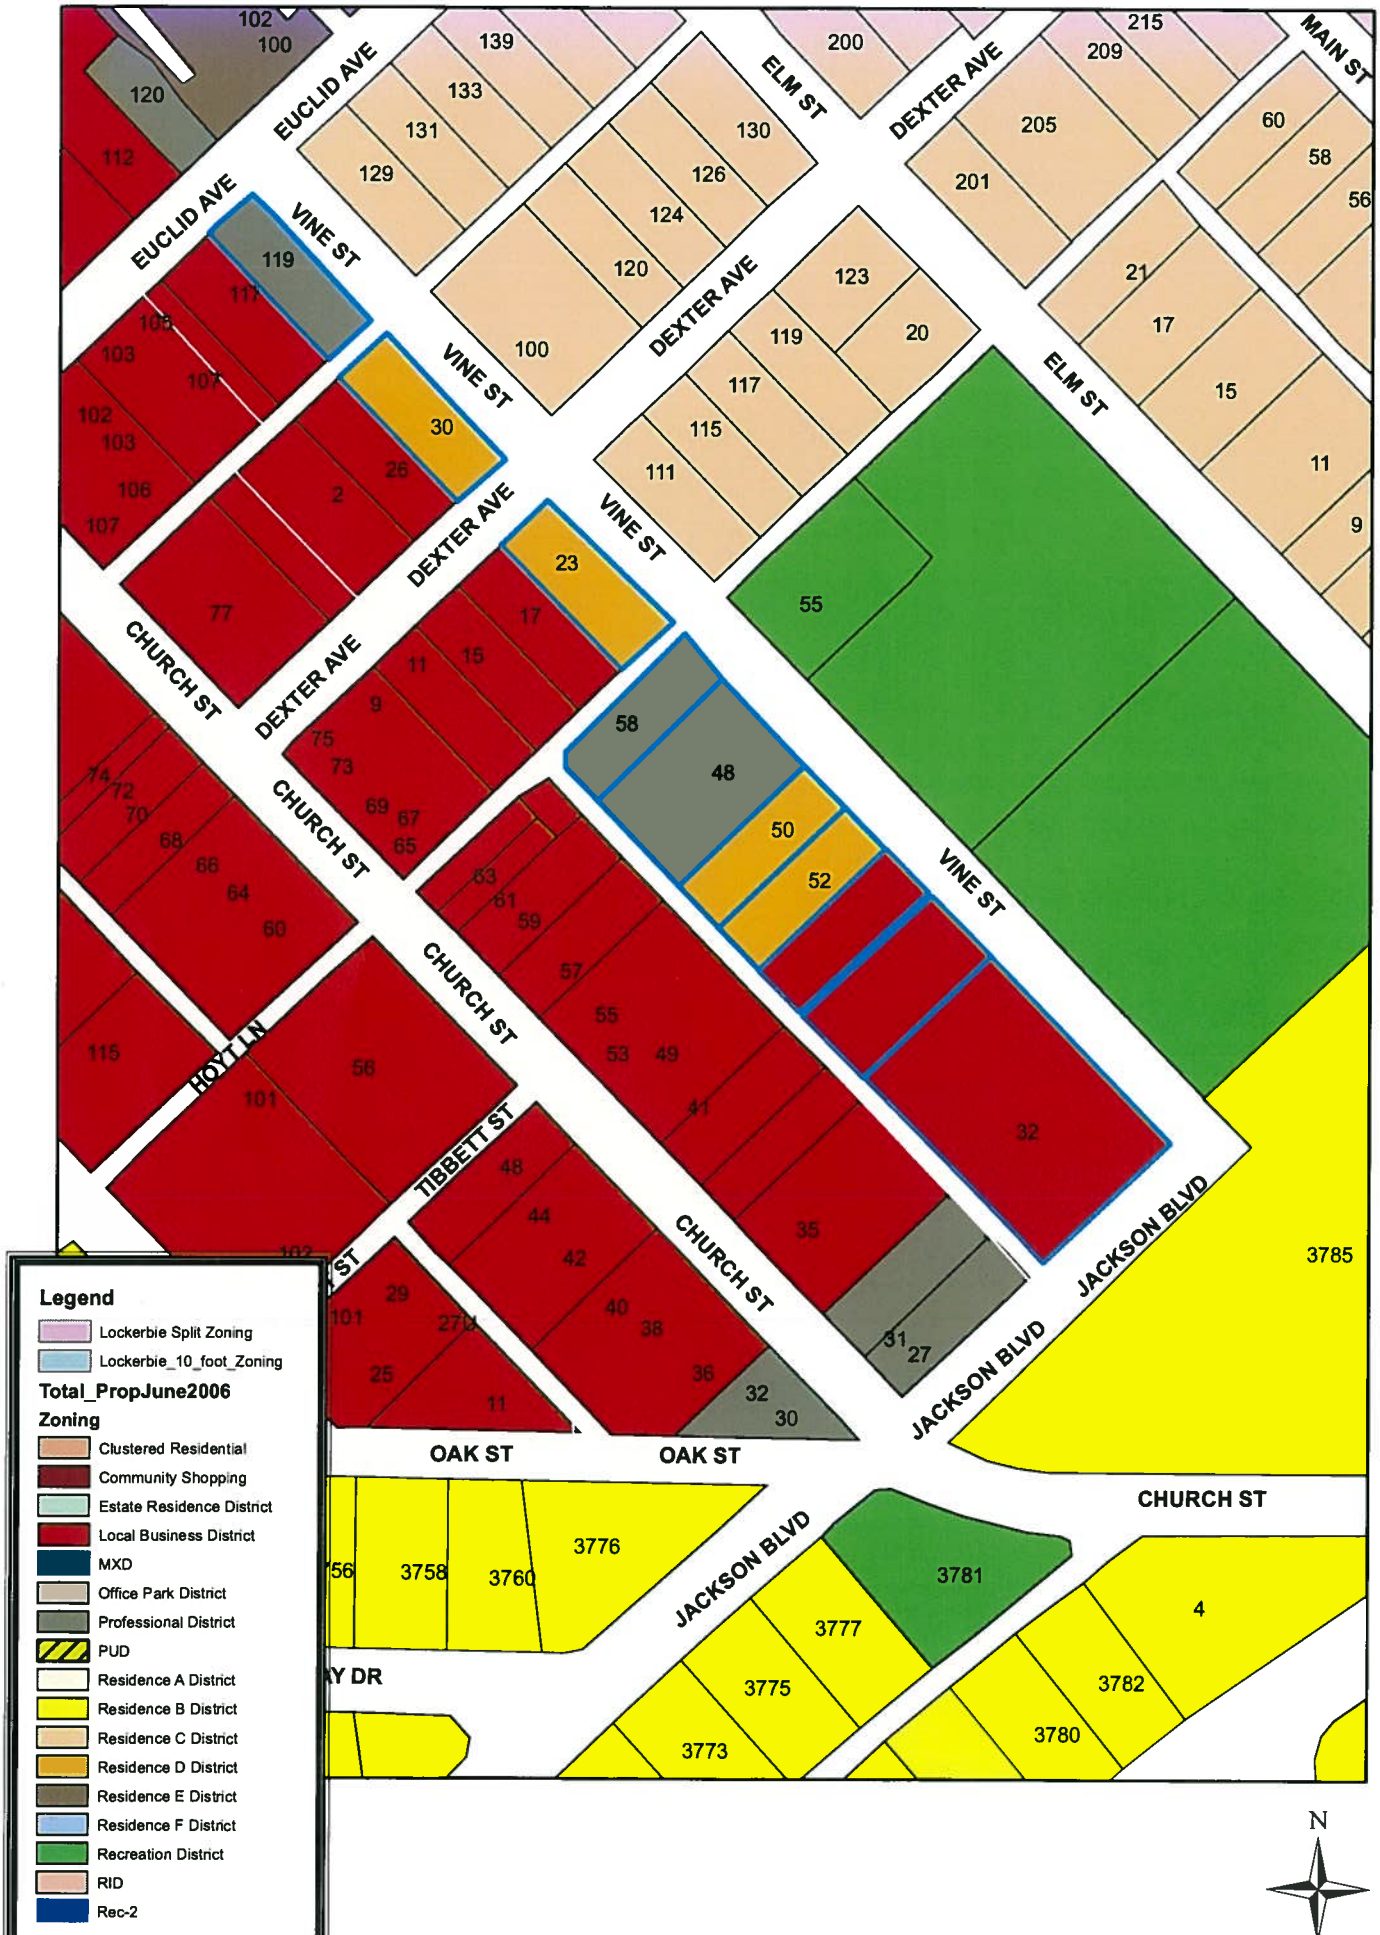 102
100
139
200
215
209
MAIN ST
120
EUCLID AVE
133
131
129
ELM ST
DEXTER AVE
130
126
124
120
205
201
60
58
56
112
EUCLID AVE
VINE ST
119
117
105
103
107
102
103
106
107
100
VINE ST
DEXTER AVE
123
119
20
117
115
111
21
17
15
11
9
ELM ST
30
26
2
77
DEXTER AVE
VINE ST
23
17
15
11
9
75
73
69
67
65
55
CHURCH ST
DEXTER AVE
58
48
50
52
74
72
70
68
66
64
60
CHURCH ST
63
61
59
57
55
53
49
41
VINE ST
CHURCH ST
115
HOYT LN
101
56
32
TIBBETT ST
48
44
42
40
38
36
35
CHURCH ST
JACKSON BLVD
3785
102
ST
101
29
27U
25
11
31
27
32
30
JACKSON BLVD
OAK ST
OAK ST
CHURCH ST
56
3758
3760
3776
JACKSON BLVD
3781
3777
3775
3773
4
3782
3780
AY DR
Legend
Lockerbie Split Zoning
Lockerbie_10_foot_Zoning
Total_PropJune2006
Zoning
Clustered Residential
Community Shopping
Estate Residence District
Local Business District
MXD
Office Park District
Professional District
PUD
Residence A District
Residence B District
Residence C District
Residence D District
Residence E District
Residence F District
Recreation District
RID
Rec-2
N